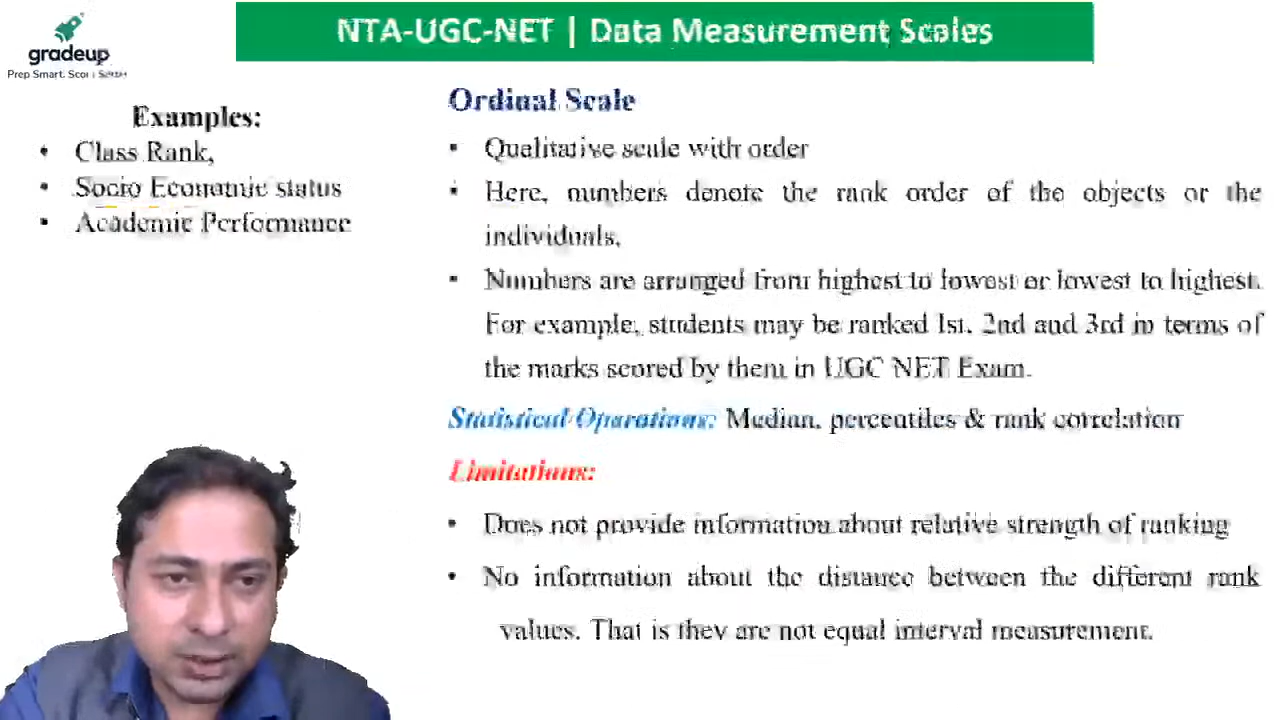 gradeup
Prep Smart. Score Better
NTA-UGC-NET | Data Measurement Scales
Examples:
• Class Rank,
• Socio Economic status
• Academic Performance
Ordinal Scale
▪ Qualitative scale with order
▪ Here, numbers denote the rank order of the objects or the
individuals.
▪ Numbers are arranged from highest to lowest or lowest to highest.
For example, students may be ranked 1st, 2nd and 3rd in terms of
the marks scored by them in UGC NET Exam.
Statistical Operations: Median, percentiles & rank correlation
Limitations:
• Does not provide information about relative strength of ranking
• No information about the distance between the different rank
values. That is they are not equal interval measurement.